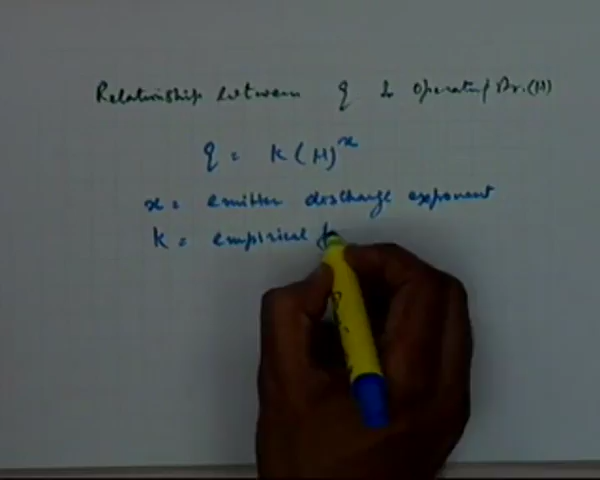 Relationship between q & operating Pr.(H)
q = K(H)^x
x = emitter discharge exponent
k = empirical